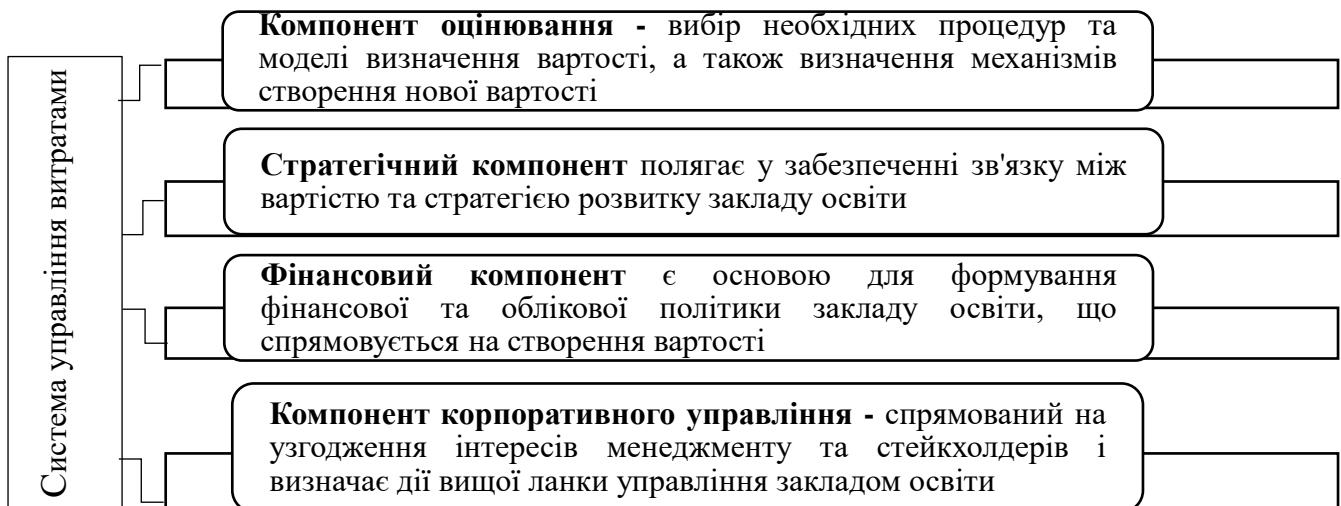 Система управління витратами
Компонент оцінювання - вибір необхідних процедур та
моделі визначення вартості, а також визначення механізмів
створення нової вартості
Стратегічний компонент полягає у забезпеченні зв'язку між
вартістю та стратегією розвитку закладу освіти
Фінансовий компонент є основою для формування
фінансової та облікової політики закладу освіти, що
спрямовується на створення вартості
Компонент корпоративного управління - спрямований на
узгодження інтересів менеджменту та стейкхолдерів і
визначає дії вищої ланки управління закладом освіти